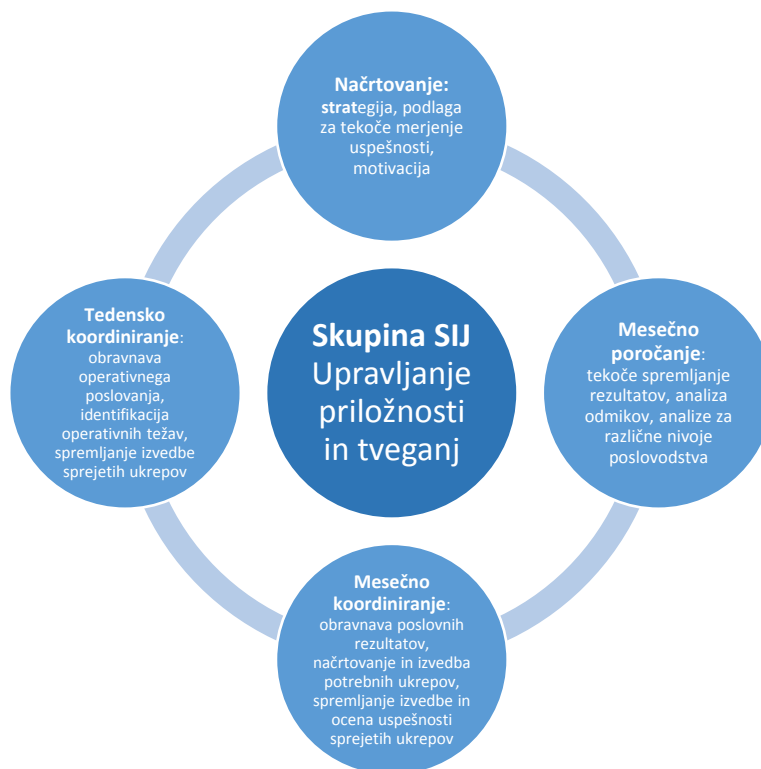 Načrtovanje:
strategija, podlaga
za tekoče merjenje
uspešnosti,
motivacija
Tedensko
koordiniranje:
obravnava
operativnega
poslovanja,
identifikacija
operativnih težav,
spremljanje izvedbe
sprejetih ukrepov
Skupina SIJ
Upravljanje
priložnosti
in tveganj
Mesečno
poročanje:
tekoče spremljanje
rezultatov, analiza
odmikov, analize za
različne nivoje
poslovodstva
Mesečno
koordiniranje:
obravnava poslovnih
rezultatov,
načrtovanje in izvedba
potrebnih ukrepov,
spremljanje izvedbe in
ocena uspešnosti
sprejetih ukrepov